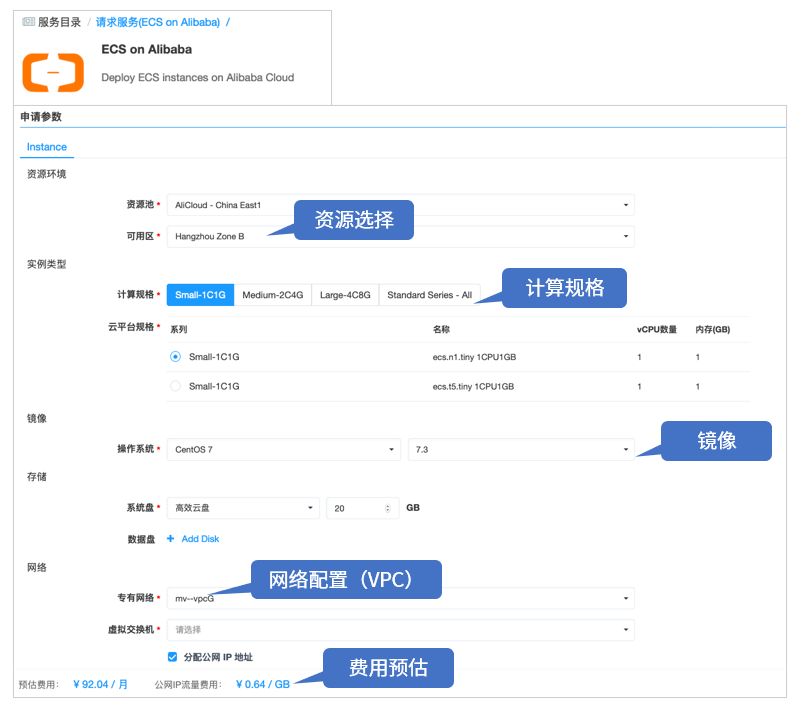 服务目录 / 请求服务(ECS on Alibaba) /
ECS on Alibaba
Deploy ECS instances on Alibaba Cloud
申请参数
Instance
资源环境
资源池 * AliCloud - China East1
资源选择
可用区 * Hangzhou Zone B
实例类型
计算规格
计算规格 * Small-1C1G Medium-2C4G Large-4C8G Standard Series - All
云平台规格 * 系列 名称 vCPU数量 内存(GB)
Small-1C1G ecs.n1.tiny 1CPU1GB 1 1
Small-1C1G ecs.t5.tiny 1CPU1GB 1 1
镜像
镜像
操作系统 * CentOS 7 7.3
存储
系统盘 * 高效云盘 20 GB
数据盘 + Add Disk
网络
网络配置（VPC）
专有网络 * mv--vpcG
虚拟交换机 * 请选择
分配公网 IP 地址
费用预估
预估费用： ¥ 92.04 / 月 公网IP流量费用： ¥ 0.64 / GB